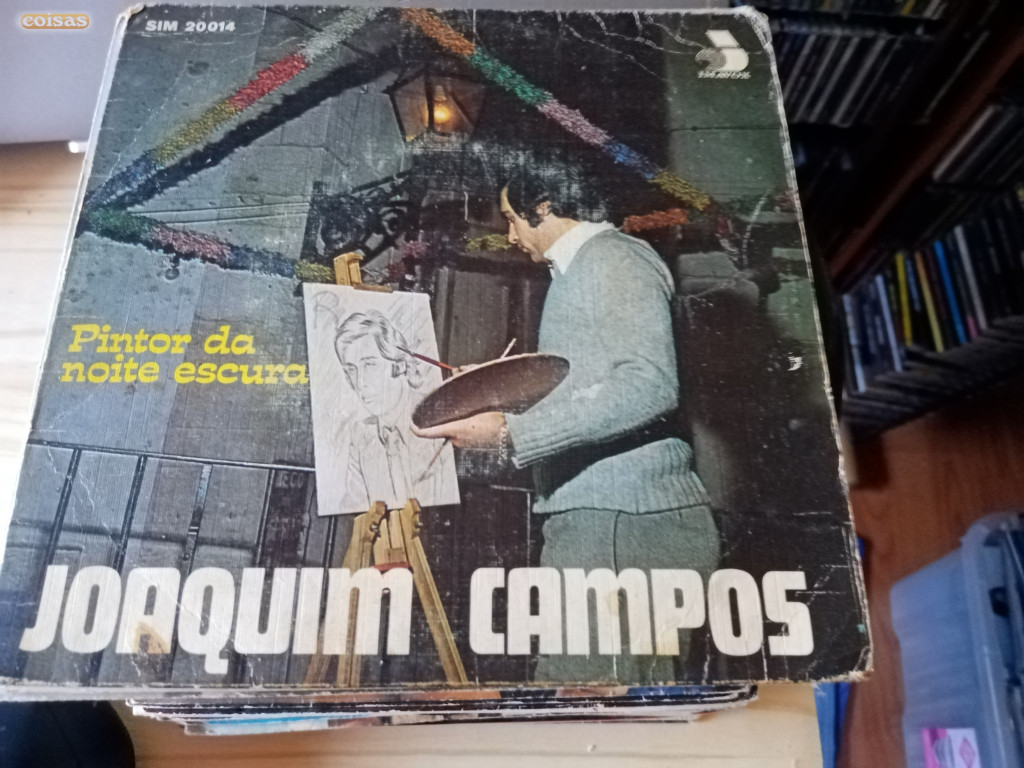 coisas
SIM 20014
Pintor da
noite escura
JOAQUIM CAMPOS